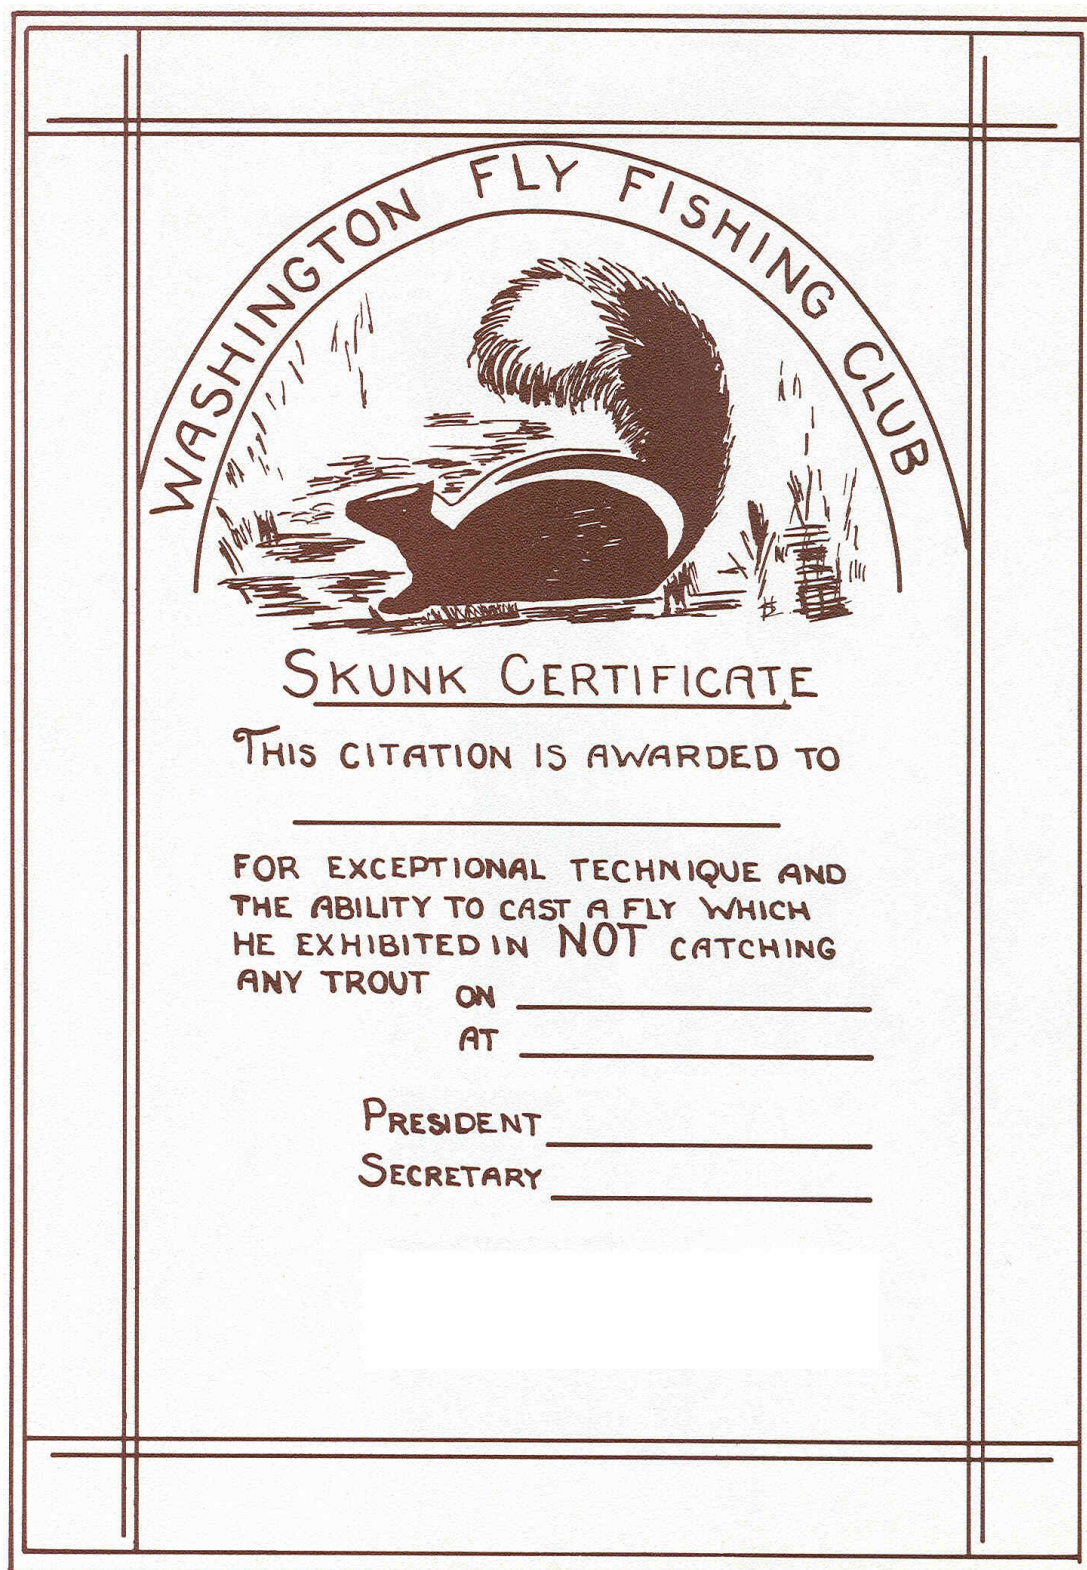 WASHINGTON FLY FISHING CLUB
SKUNK CERTIFICATE
THIS CITATION IS AWARDED TO
FOR EXCEPTIONAL TECHNIQUE AND
THE ABILITY TO CAST A FLY WHICH
HE EXHIBITED IN NOT CATCHING
ANY TROUT ON
AT
PRESIDENT
SECRETARY